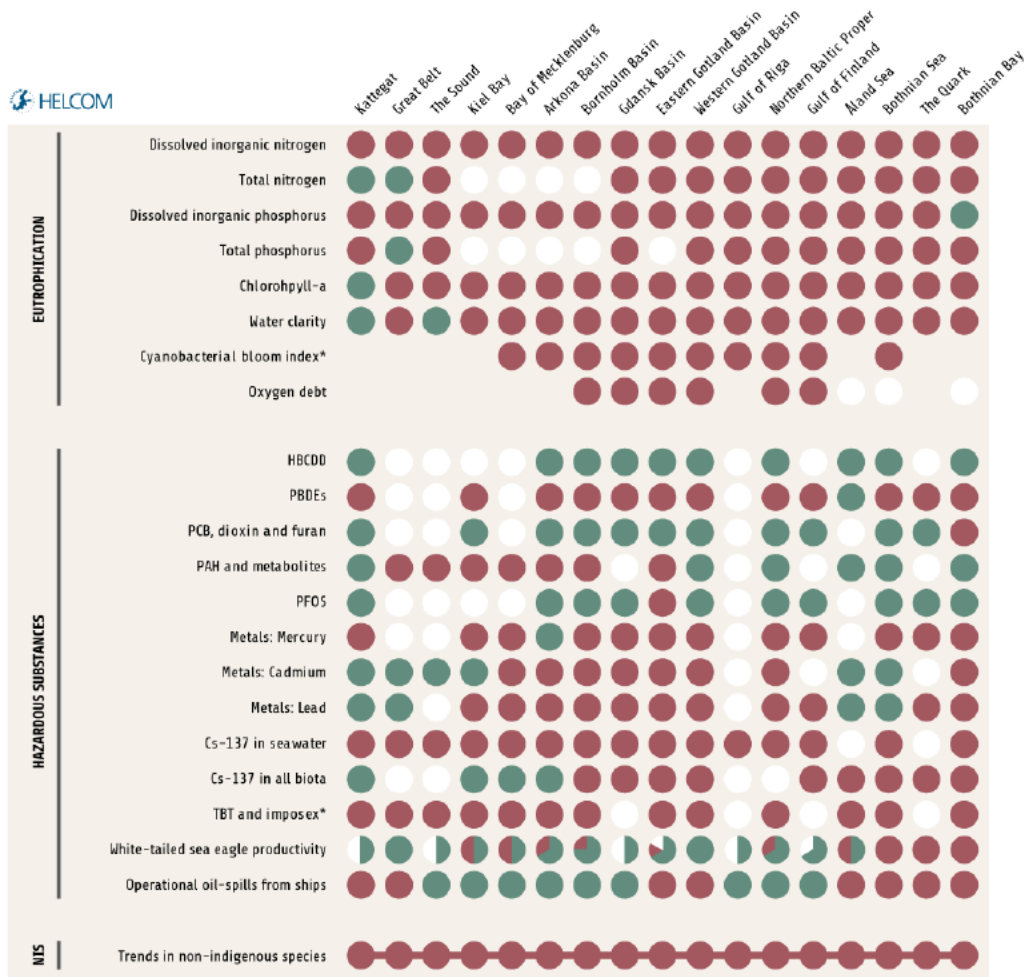 HELCOM
Kattegat
Great Belt
The Sound
Kiel Bay
Bay of Mecklenburg
Arkona Basin
Bornholm Basin
Gdansk Basin
Eastern Gotland Basin
Western Gotland Basin
Gulf of Riga
Northern Baltic Proper
Gulf of Finland
Aland Sea
Bothnian Sea
The Quark
Bothnian Bay
EUTROPHICATION
Dissolved inorganic nitrogen
Total nitrogen
Dissolved inorganic phosphorus
Total phosphorus
Chlorohpyll-a
Water clarity
Cyanobacterial bloom index*
Oxygen debt
HAZARDOUS SUBSTANCES
HBCDD
PBDEs
PCB, dioxin and furan
PAH and metabolites
PFOS
Metals: Mercury
Metals: Cadmium
Metals: Lead
Cs-137 in seawater
Cs-137 in all biota
TBT and imposex*
White-tailed sea eagle productivity
Operational oil-spills from ships
NIS
Trends in non-indigenous species